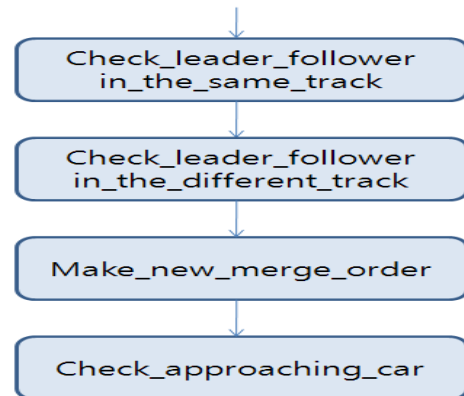 Check_leader_follower
in_the_same_track
Check_leader_follower
in_the_different_track
Make_new_merge_order
Check_approaching_car